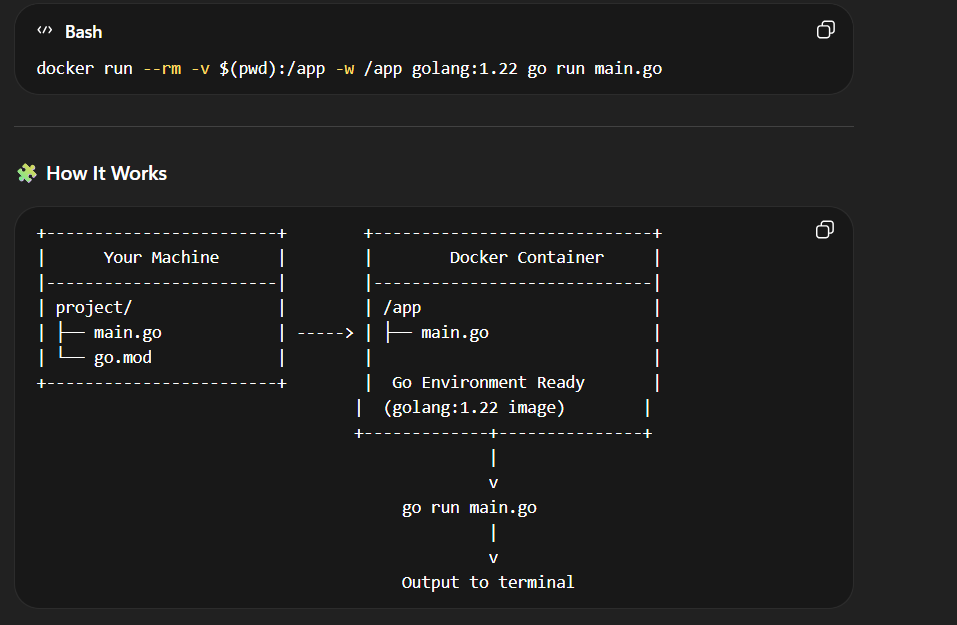 Bash
docker run --rm -v $(pwd):/app -w /app golang:1.22 go run main.go
🧩 How It Works
+------------------------+        +-----------------------------+
|      Your Machine      |        |        Docker Container     |
|------------------------|        |-----------------------------|
| project/               |        | /app                        |
| ├── main.go            | -----> | ├── main.go                 |
| └── go.mod             |        |                             |
+------------------------+        |  Go Environment Ready       |
                                 |  (golang:1.22 image)        |
                                 +-------------+---------------+
                                               |
                                               v
                                      go run main.go
                                               |
                                               v
                                      Output to terminal